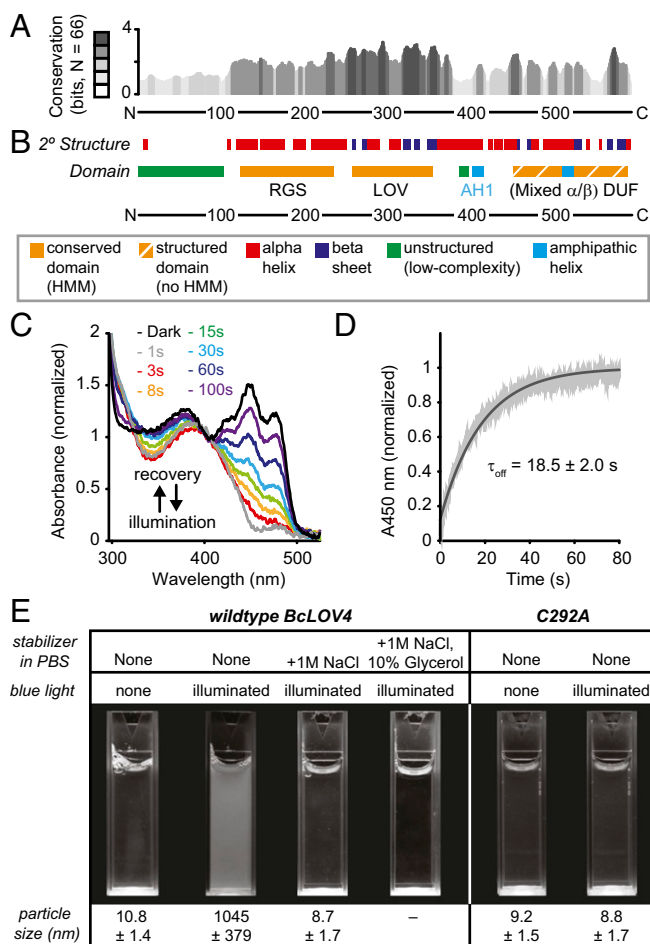 A
Conservation
(bits, N = 66)
4
2
0
N 100 200 300 400 500 C
B
2º Structure
Domain
RGS LOV AH1 (Mixed α/β) DUF
N 100 200 300 400 500 C
conserved domain (HMM)
structured domain (no HMM)
alpha helix
beta sheet
unstructured (low-complexity)
amphipathic helix
C
Absorbance (normalized)
2
1.5
1
0.5
0
- Dark
- 1s
- 3s
- 8s
- 15s
- 30s
- 60s
- 100s
recovery
illumination
300 400 500
Wavelength (nm)
D
A450 nm (normalized)
1
0.8
0.6
0.4
0.2
0
τoff = 18.5 ± 2.0 s
0 20 40 60 80
Time (s)
E
wildtype BcLOV4 C292A
stabilizer in PBS
None None +1M NaCl +1M NaCl, 10% Glycerol None None
blue light none illuminated illuminated illuminated none illuminated
particle size (nm)
10.8 ± 1.4
1045 ± 379
8.7 ± 1.7
–
9.2 ± 1.5
8.8 ± 1.7